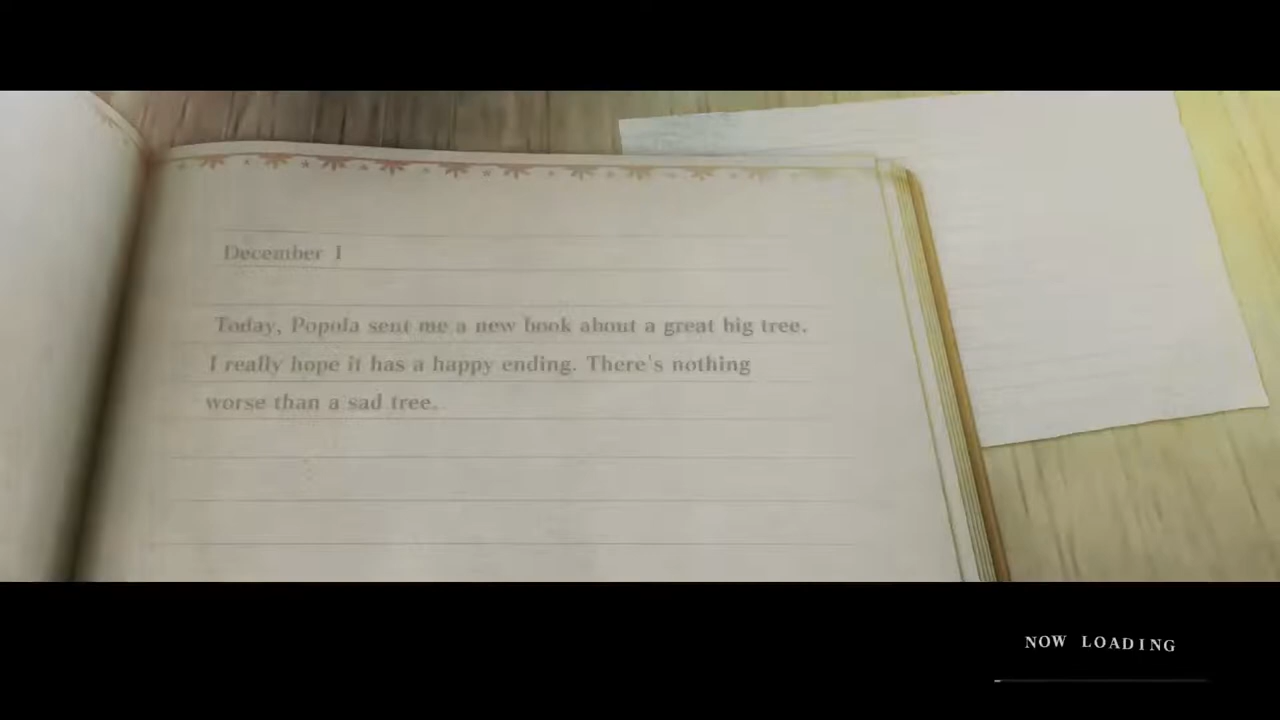 December 1
Today, Popola sent me a new book about a great big tree.
I really hope it has a happy ending. There's nothing
worse than a sad tree.
NOW LOADING